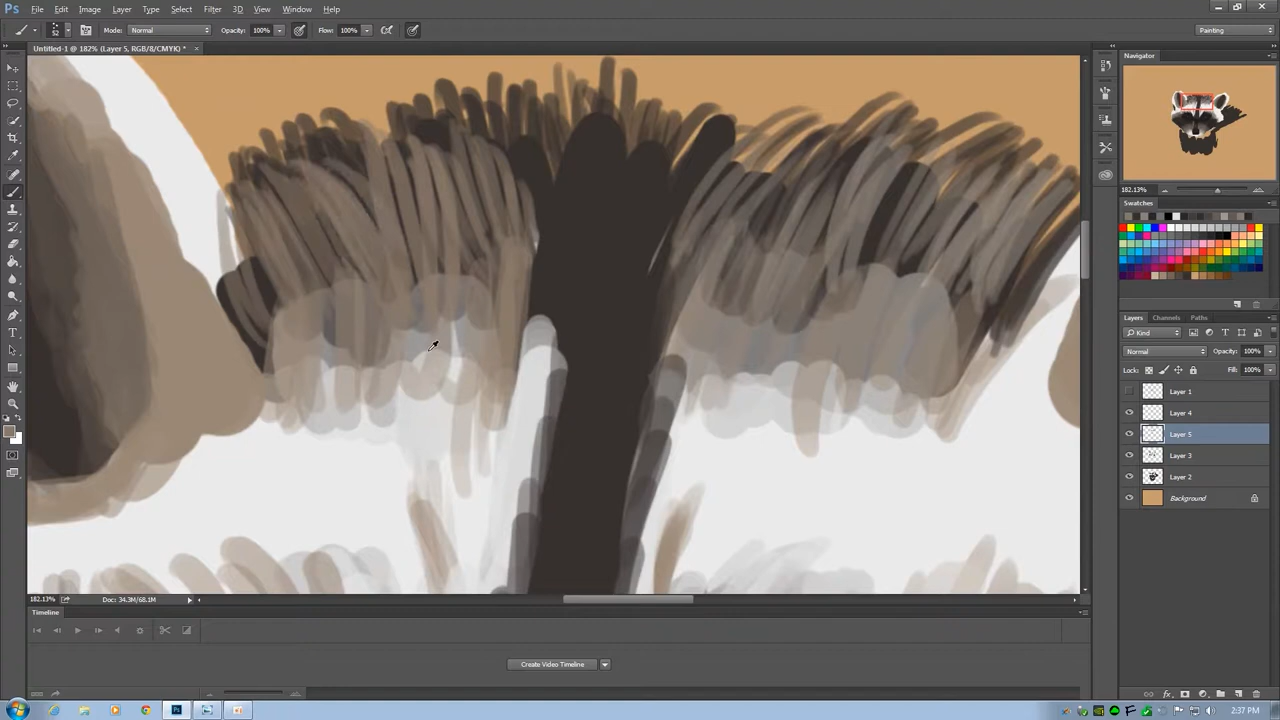 Ps File Edit Image Layer Type Select Filter 3D View Window Help
52 Mode: Normal Opacity: 100% Flow: 100% Painting
Untitled-1 @ 182% (Layer 5, RGB/8/CMYK) * ×
Navigator
182.13%
Swatches
Layers Channels Paths
Kind
Normal Opacity: 100%
Lock: Fill: 100%
Layer 1
Layer 4
Layer 5
Layer 3
Layer 2
Background
182.13% Doc: 34.3M/68.1M
Timeline
Create Video Timeline
fx
Ps 2:37 PM